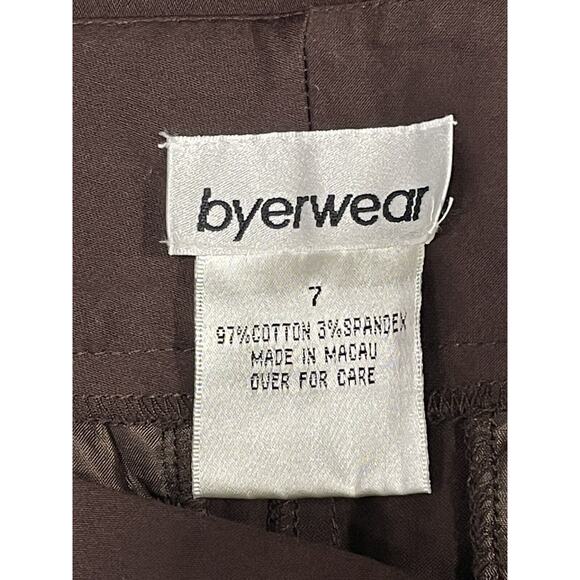 byerwear
7
97%COTTON 3%SPANDEX
MADE IN MACAU
OVER FOR CARE